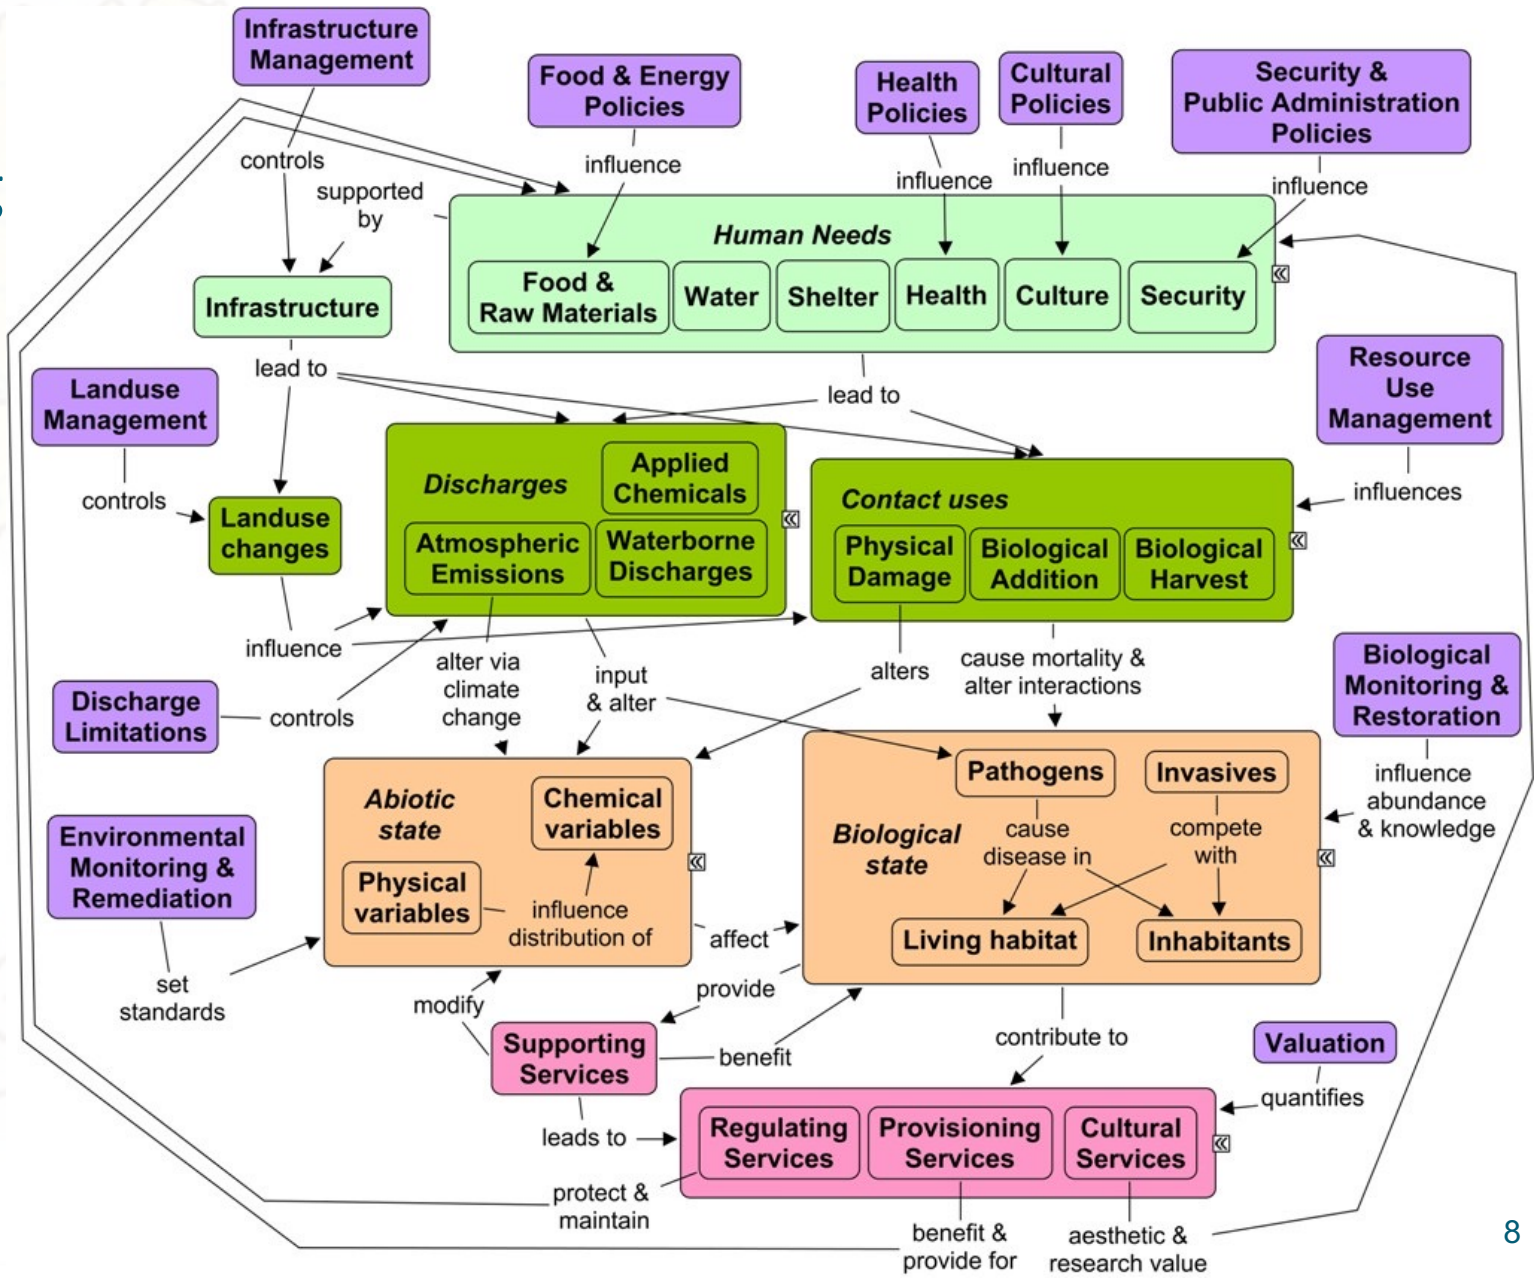 Infrastructure
Management
Food & Energy
Policies
Health
Policies
Cultural
Policies
Security &
Public Administration
Policies
controls
supported
by
influence
influence
influence
influence
Human Needs
Food &
Raw Materials
Water
Shelter
Health
Culture
Security
Infrastructure
lead to
lead to
Landuse
Management
controls
Landuse
changes
Resource
Use
Management
influences
Discharges
Applied
Chemicals
Atmospheric
Emissions
Waterborne
Discharges
Contact uses
Physical
Damage
Biological
Addition
Biological
Harvest
influence
Discharge
Limitations
controls
alter via
climate
change
input
& alter
alters
cause mortality &
alter interactions
Biological
Monitoring &
Restoration
influence
abundance
& knowledge
Abiotic
state
Chemical
variables
Physical
variables
influence
distribution of
Biological
state
Pathogens
Invasives
cause
disease in
compete
with
Living habitat
Inhabitants
Environmental
Monitoring &
Remediation
set
standards
affect
provide
modify
Supporting
Services
benefit
contribute to
Valuation
quantifies
leads to
Regulating
Services
Provisioning
Services
Cultural
Services
protect &
maintain
benefit &
provide for
aesthetic &
research value
8